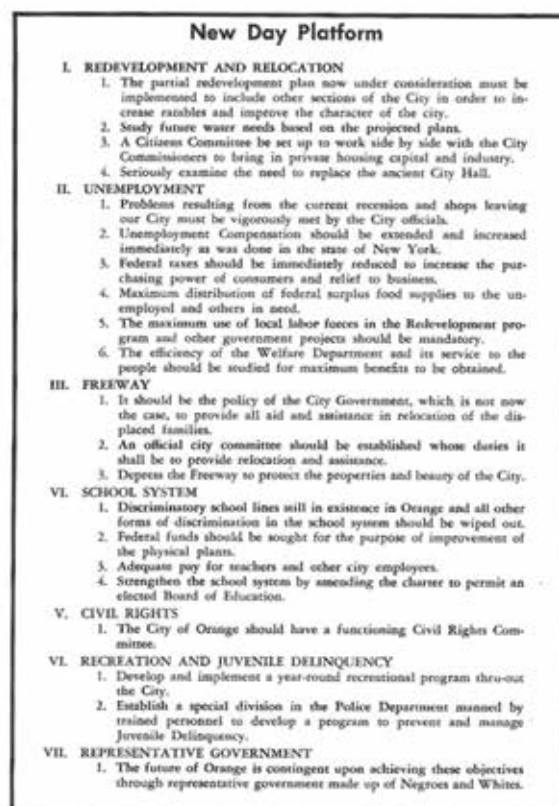 New Day Platform
I. REDEVELOPMENT AND RELOCATION
1. The partial redevelopment plan now under consideration must be
implemented to include other sections of the City in order to in-
crease ratables and improve the character of the city.
2. Study future water needs based on the projected plans.
3. A Citizens Committee be set up to work side by side with the City
Commissioners to bring in private housing capital and industry.
4. Seriously examine the need to replace the ancient City Hall.
II. UNEMPLOYMENT
1. Problems resulting from the current recession and shops leaving
our City must be vigorously met by the City officials.
2. Unemployment Compensation should be extended and increased
immediately as was done in the state of New York.
3. Federal taxes should be immediately reduced to increase the pur-
chasing power of consumers and relief to business.
4. Maximum distribution of federal surplus food supplies to the un-
employed and others in need.
5. The maximum use of local labor forces in the Redevelopment pro-
gram and other government projects should be mandatory.
6. The efficiency of the Welfare Department and its service to the
people should be studied for maximum benefits to be obtained.
III. FREEWAY
1. It should be the policy of the City Government, which is not now
the case, to provide all aid and assistance in relocation of the dis-
placed families.
2. An official city committee should be established whose duties it
shall be to provide relocation and assistance.
3. Depress the Freeway to protect the properties and beauty of the City.
VI. SCHOOL SYSTEM
1. Discriminatory school lines still in existence in Orange and all other
forms of discrimination in the school system should be wiped out.
2. Federal funds should be sought for the purpose of improvement of
the physical plants.
3. Adequate pay for teachers and other city employees.
4. Strengthen the school system by amending the charter to permit an
elected Board of Education.
V. CIVIL RIGHTS
1. The City of Orange should have a functioning Civil Rights Com-
mittee.
VI. RECREATION AND JUVENILE DELINQUENCY
1. Develop and implement a year-round recreational program thru-out
the City.
2. Establish a special division in the Police Department manned by
trained personnel to develop a program to prevent and manage
Juvenile Delinquency.
VII. REPRESENTATIVE GOVERNMENT
1. The future of Orange is contingent upon achieving these objectives
through representative government made up of Negroes and Whites.